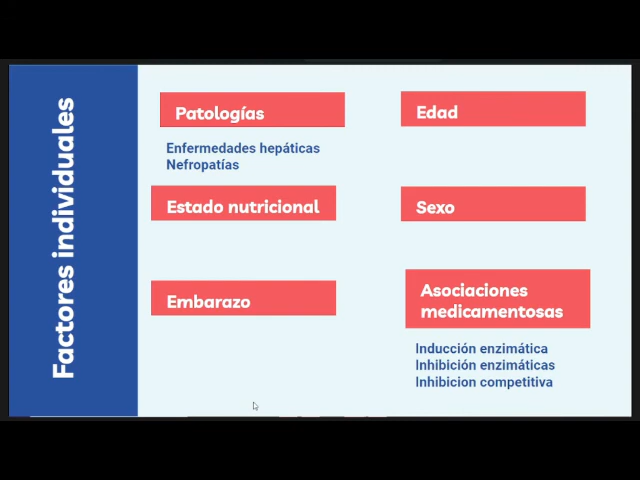 Factores individuales
Patologías
Enfermedades hepáticas
Nefropatías
Estado nutricional
Embarazo
Edad
Sexo
Asociaciones
medicamentosas
Inducción enzimática
Inhibición enzimáticas
Inhibicion competitiva